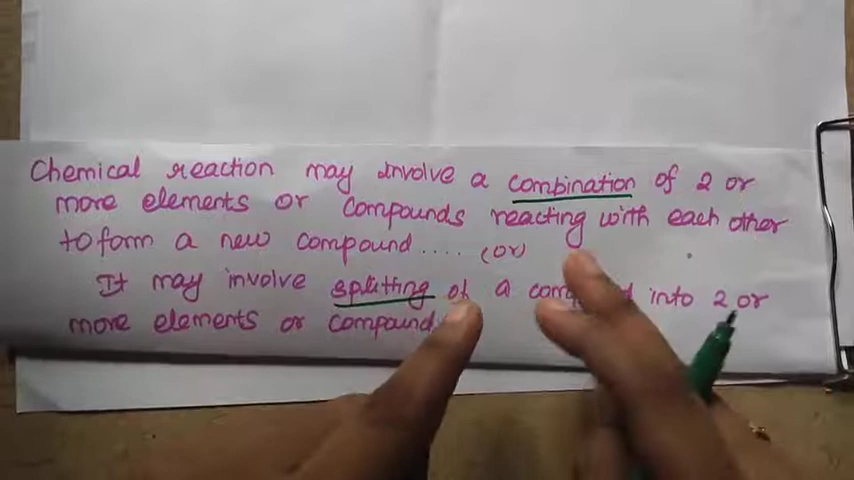 Chemical reaction may involve a combination of 2 or
more elements or compounds reacting with each other
to form a new compound..... (or)
It may involve splitting of a into 2 or
more elements or compound